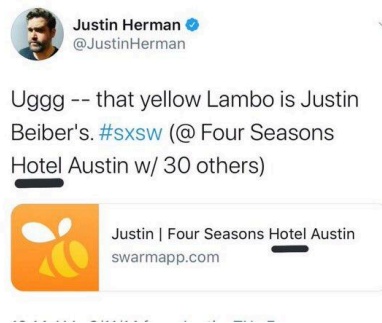 Justin Herman
@JustinHerman
Uggg -- that yellow Lambo is Justin
Beiber's. #sxsw (@ Four Seasons
Hotel Austin w/ 30 others)
Justin | Four Seasons Hotel Austin
swarmapp.com